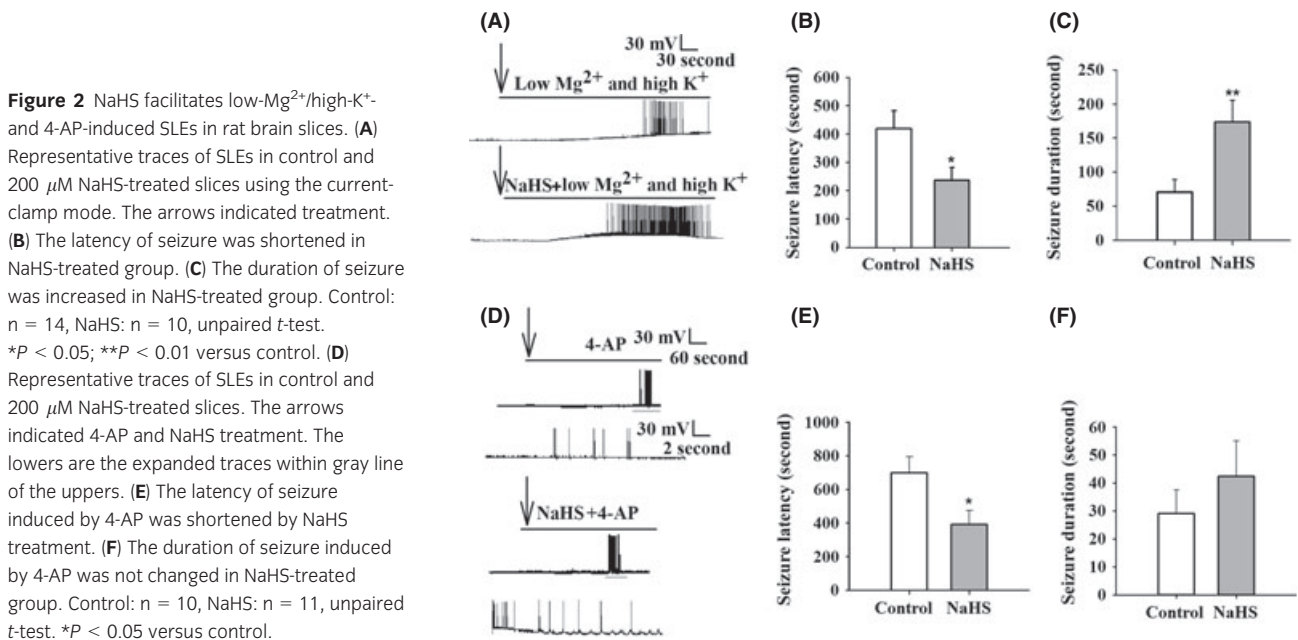 Figure 2 NaHS facilitates low-Mg²⁺/high-K⁺-
and 4-AP-induced SLEs in rat brain slices. (A)
Representative traces of SLEs in control and
200 μM NaHS-treated slices using the current-
clamp mode. The arrows indicated treatment.
(B) The latency of seizure was shortened in
NaHS-treated group. (C) The duration of seizure
was increased in NaHS-treated group. Control:
n = 14, NaHS: n = 10, unpaired t-test.
*P < 0.05; **P < 0.01 versus control. (D)
Representative traces of SLEs in control and
200 μM NaHS-treated slices. The arrows
indicated 4-AP and NaHS treatment. The
lowers are the expanded traces within gray line
of the uppers. (E) The latency of seizure
induced by 4-AP was shortened by NaHS
treatment. (F) The duration of seizure induced
by 4-AP was not changed in NaHS-treated
group. Control: n = 10, NaHS: n = 11, unpaired
t-test. *P < 0.05 versus control.
(A)
30 mV
30 second
Low Mg²⁺ and high K⁺
NaHS+low Mg²⁺ and high K⁺
(B)
Seizure latency (second)
600
500
400
300
200
100
0
*
Control NaHS
(C)
Seizure duration (second)
250
200
150
100
50
0
**
Control NaHS
(D)
30 mV
4-AP
60 second
30 mV
2 second
NaHS+4-AP
(E)
Seizure latency (second)
1000
800
600
400
200
0
*
Control NaHS
(F)
Seizure duration (second)
60
50
40
30
20
10
0
Control NaHS